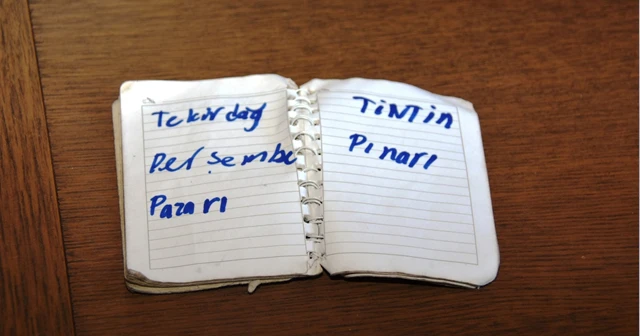 Tekirdağ
Perşembe
Pazarı
TiNTin
Pınarı